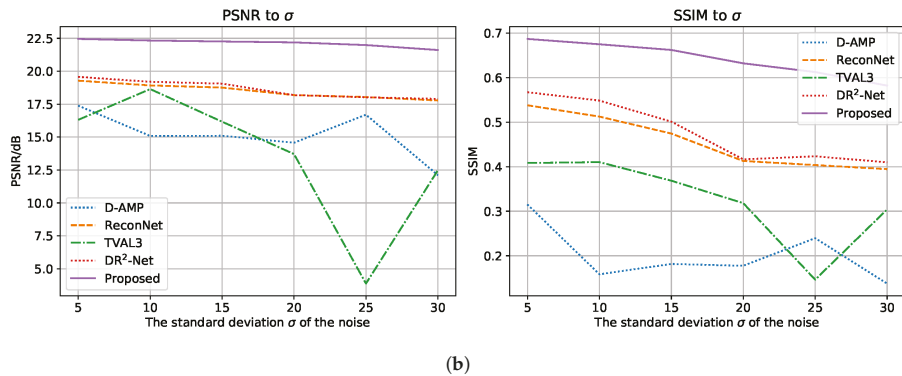 PSNR to σ
22.5
20.0
17.5
15.0
12.5
10.0
7.5
5.0
PSNR/dB
D-AMP
ReconNet
TVAL3
DR²-Net
Proposed
5 10 15 20 25 30
The standard deviation σ of the noise
SSIM to σ
0.7
0.6
0.5
0.4
0.3
0.2
SSIM
D-AMP
ReconNet
TVAL3
DR²-Net
Proposed
5 10 15 20 25 30
The standard deviation σ of the noise
(b)